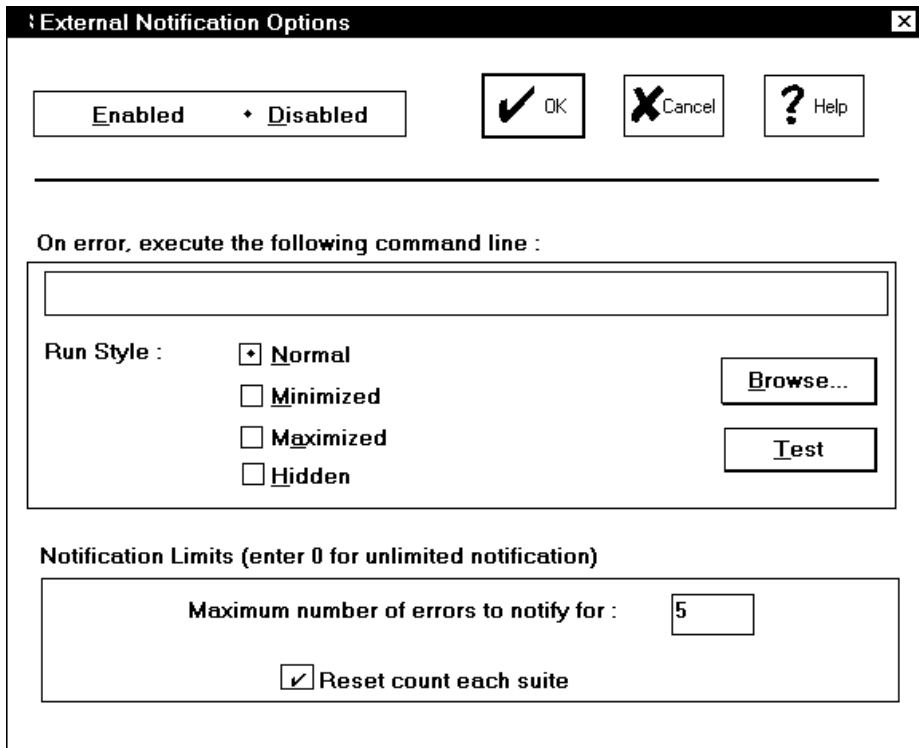 External Notification Options
Enabled Disabled
OK
Cancel
Help
On error, execute the following command line :
Run Style :
Normal
Minimized
Maximized
Hidden
Browse...
Test
Notification Limits (enter 0 for unlimited notification)
Maximum number of errors to notify for : 5
Reset count each suite